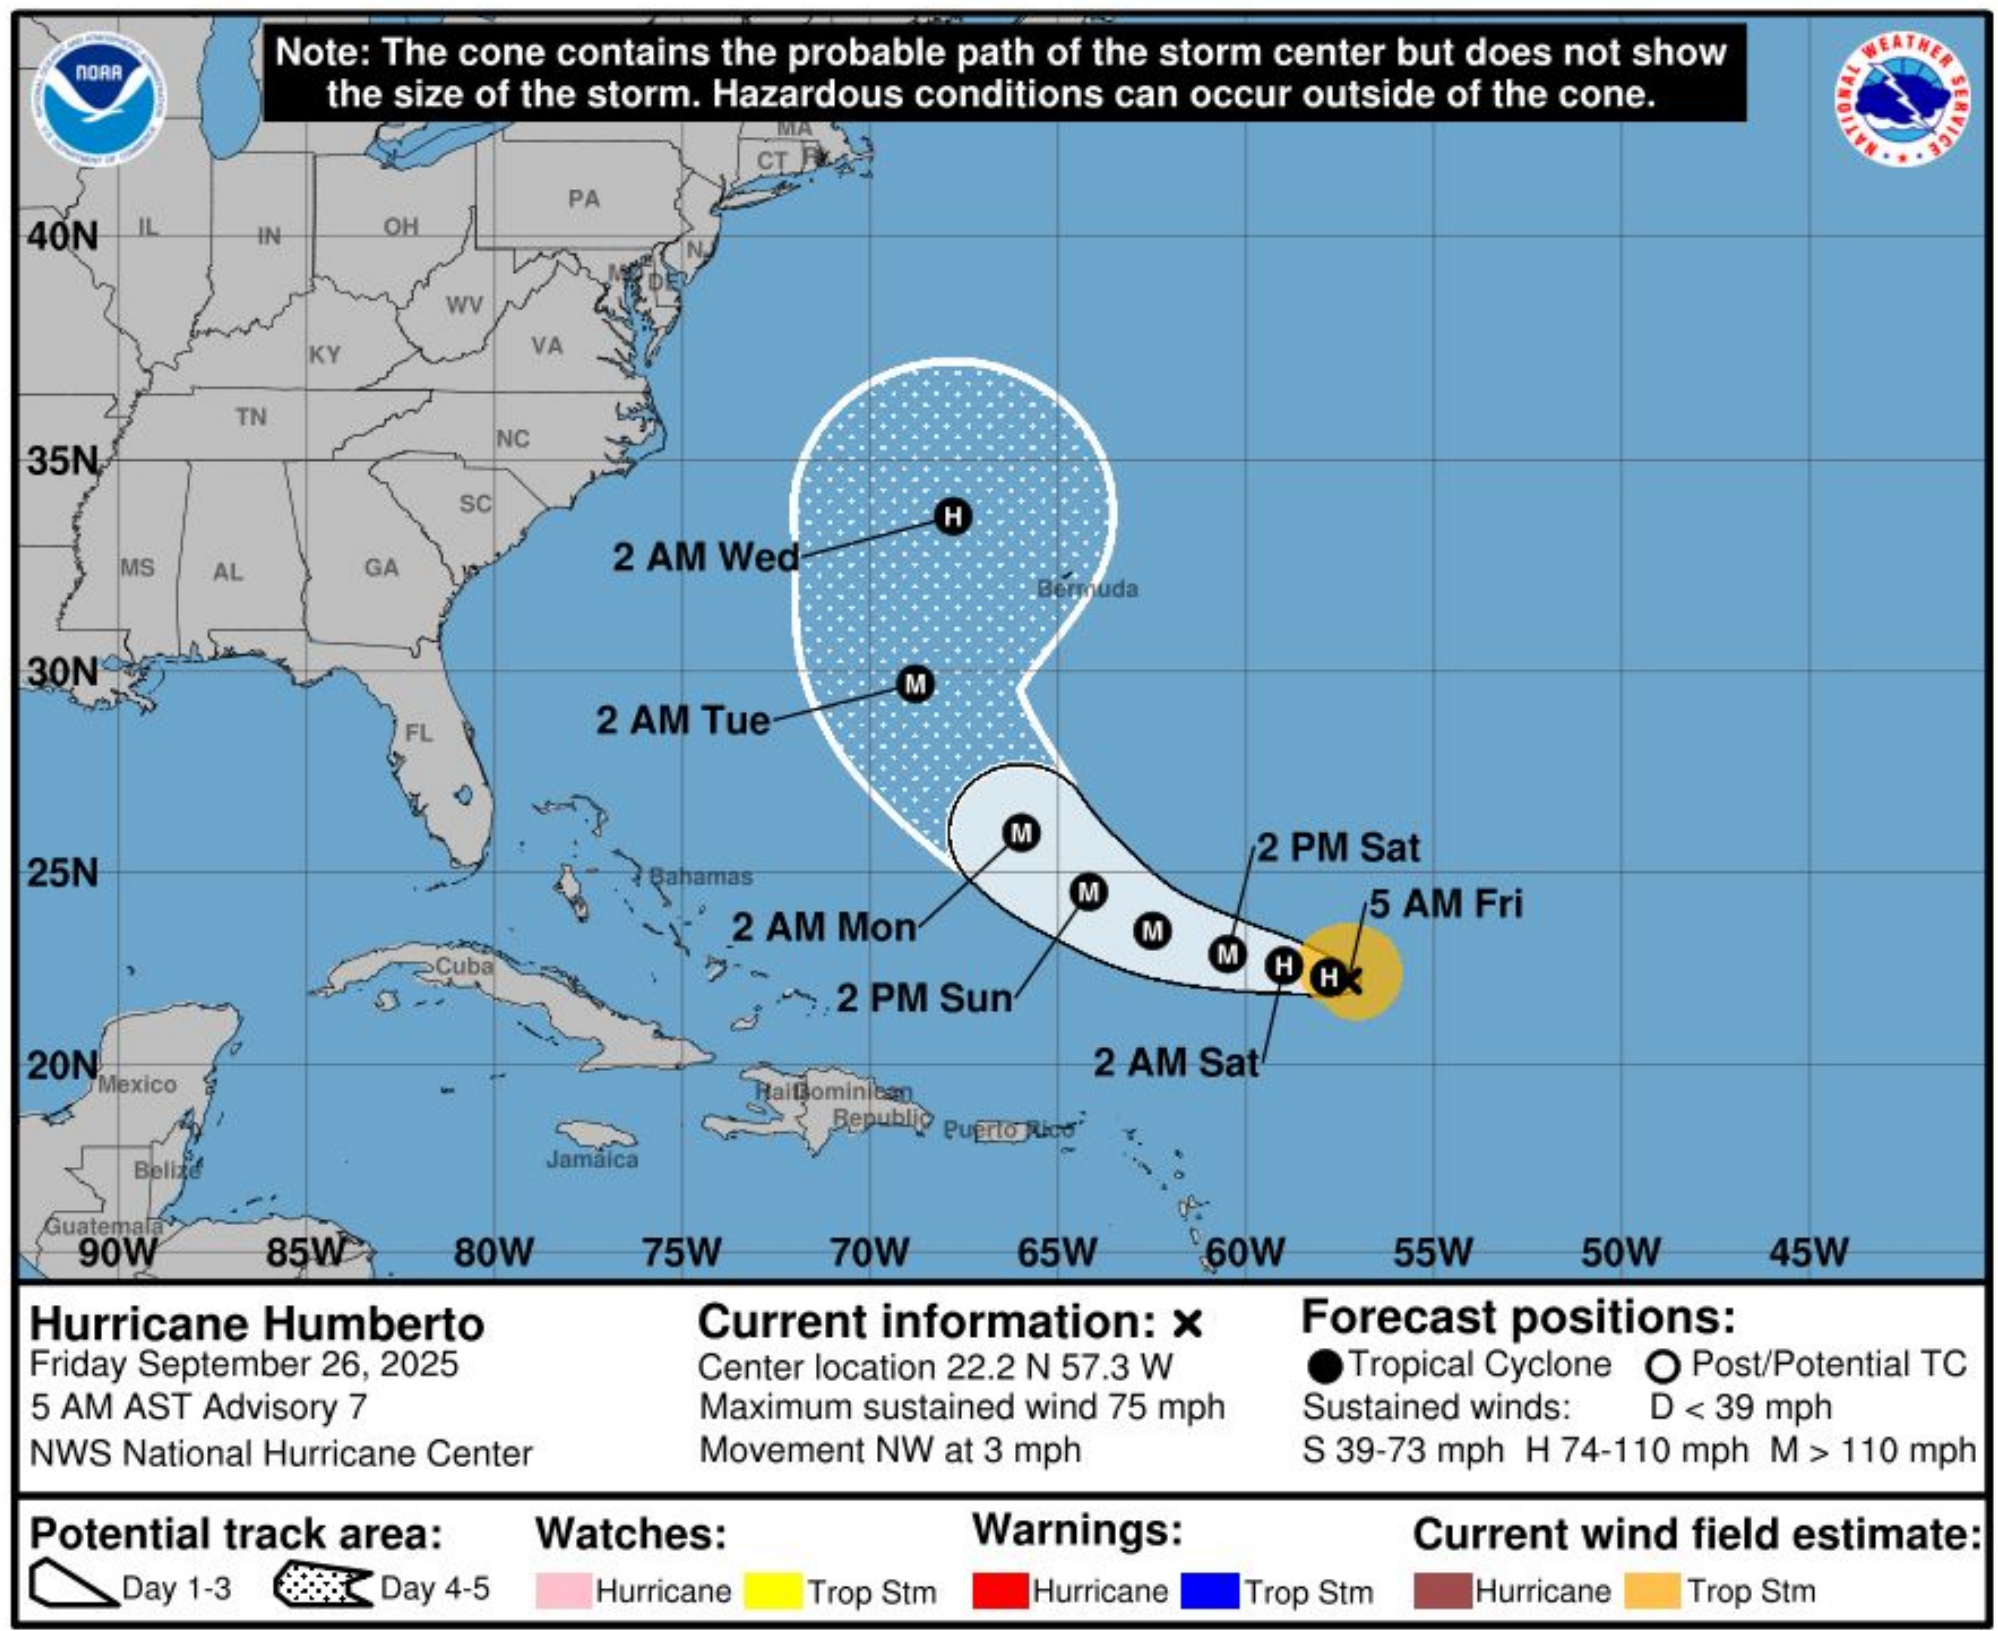 Note: The cone contains the probable path of the storm center but does not show
the size of the storm. Hazardous conditions can occur outside of the cone.
NOAA
NATIONAL WEATHER SERVICE
MA
CT
PA
IL
IN
OH
40N
NJ
DE
WV
VA
KY
TN
NC
35N
SC
MS
AL
GA
2 AM Wed
H
Bermuda
30N
M
2 AM Tue
FL
M
2 PM Sat
25N
Bahamas
M
5 AM Fri
2 AM Mon
M
M
H
H
Cuba
2 PM Sun
2 AM Sat
20N
Mexico
Haiti
Dominican
Republic
Puerto Rico
Jamaica
Belize
Guatemala
90W 85W 80W 75W 70W 65W 60W 55W 50W 45W
Hurricane Humberto
Friday September 26, 2025
5 AM AST Advisory 7
NWS National Hurricane Center
Current information: x
Center location 22.2 N 57.3 W
Maximum sustained wind 75 mph
Movement NW at 3 mph
Forecast positions:
Tropical Cyclone Post/Potential TC
Sustained winds: D < 39 mph
S 39-73 mph H 74-110 mph M > 110 mph
Potential track area:
Day 1-3 Day 4-5
Watches:
Hurricane Trop Stm
Warnings:
Hurricane Trop Stm
Current wind field estimate:
Hurricane Trop Stm